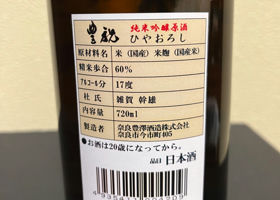 豊祝 純米吟醸原酒
ひやおろし
原材料名 米(国産) 米麹(国産米)
精米歩合 60%
アルコール分 17度
杜氏 雑賀 幹雄
内容量 720ml
製造者 奈良豊澤酒造株式会社
奈良市今市町405
●お酒は20歳になってから。
品目 日本酒